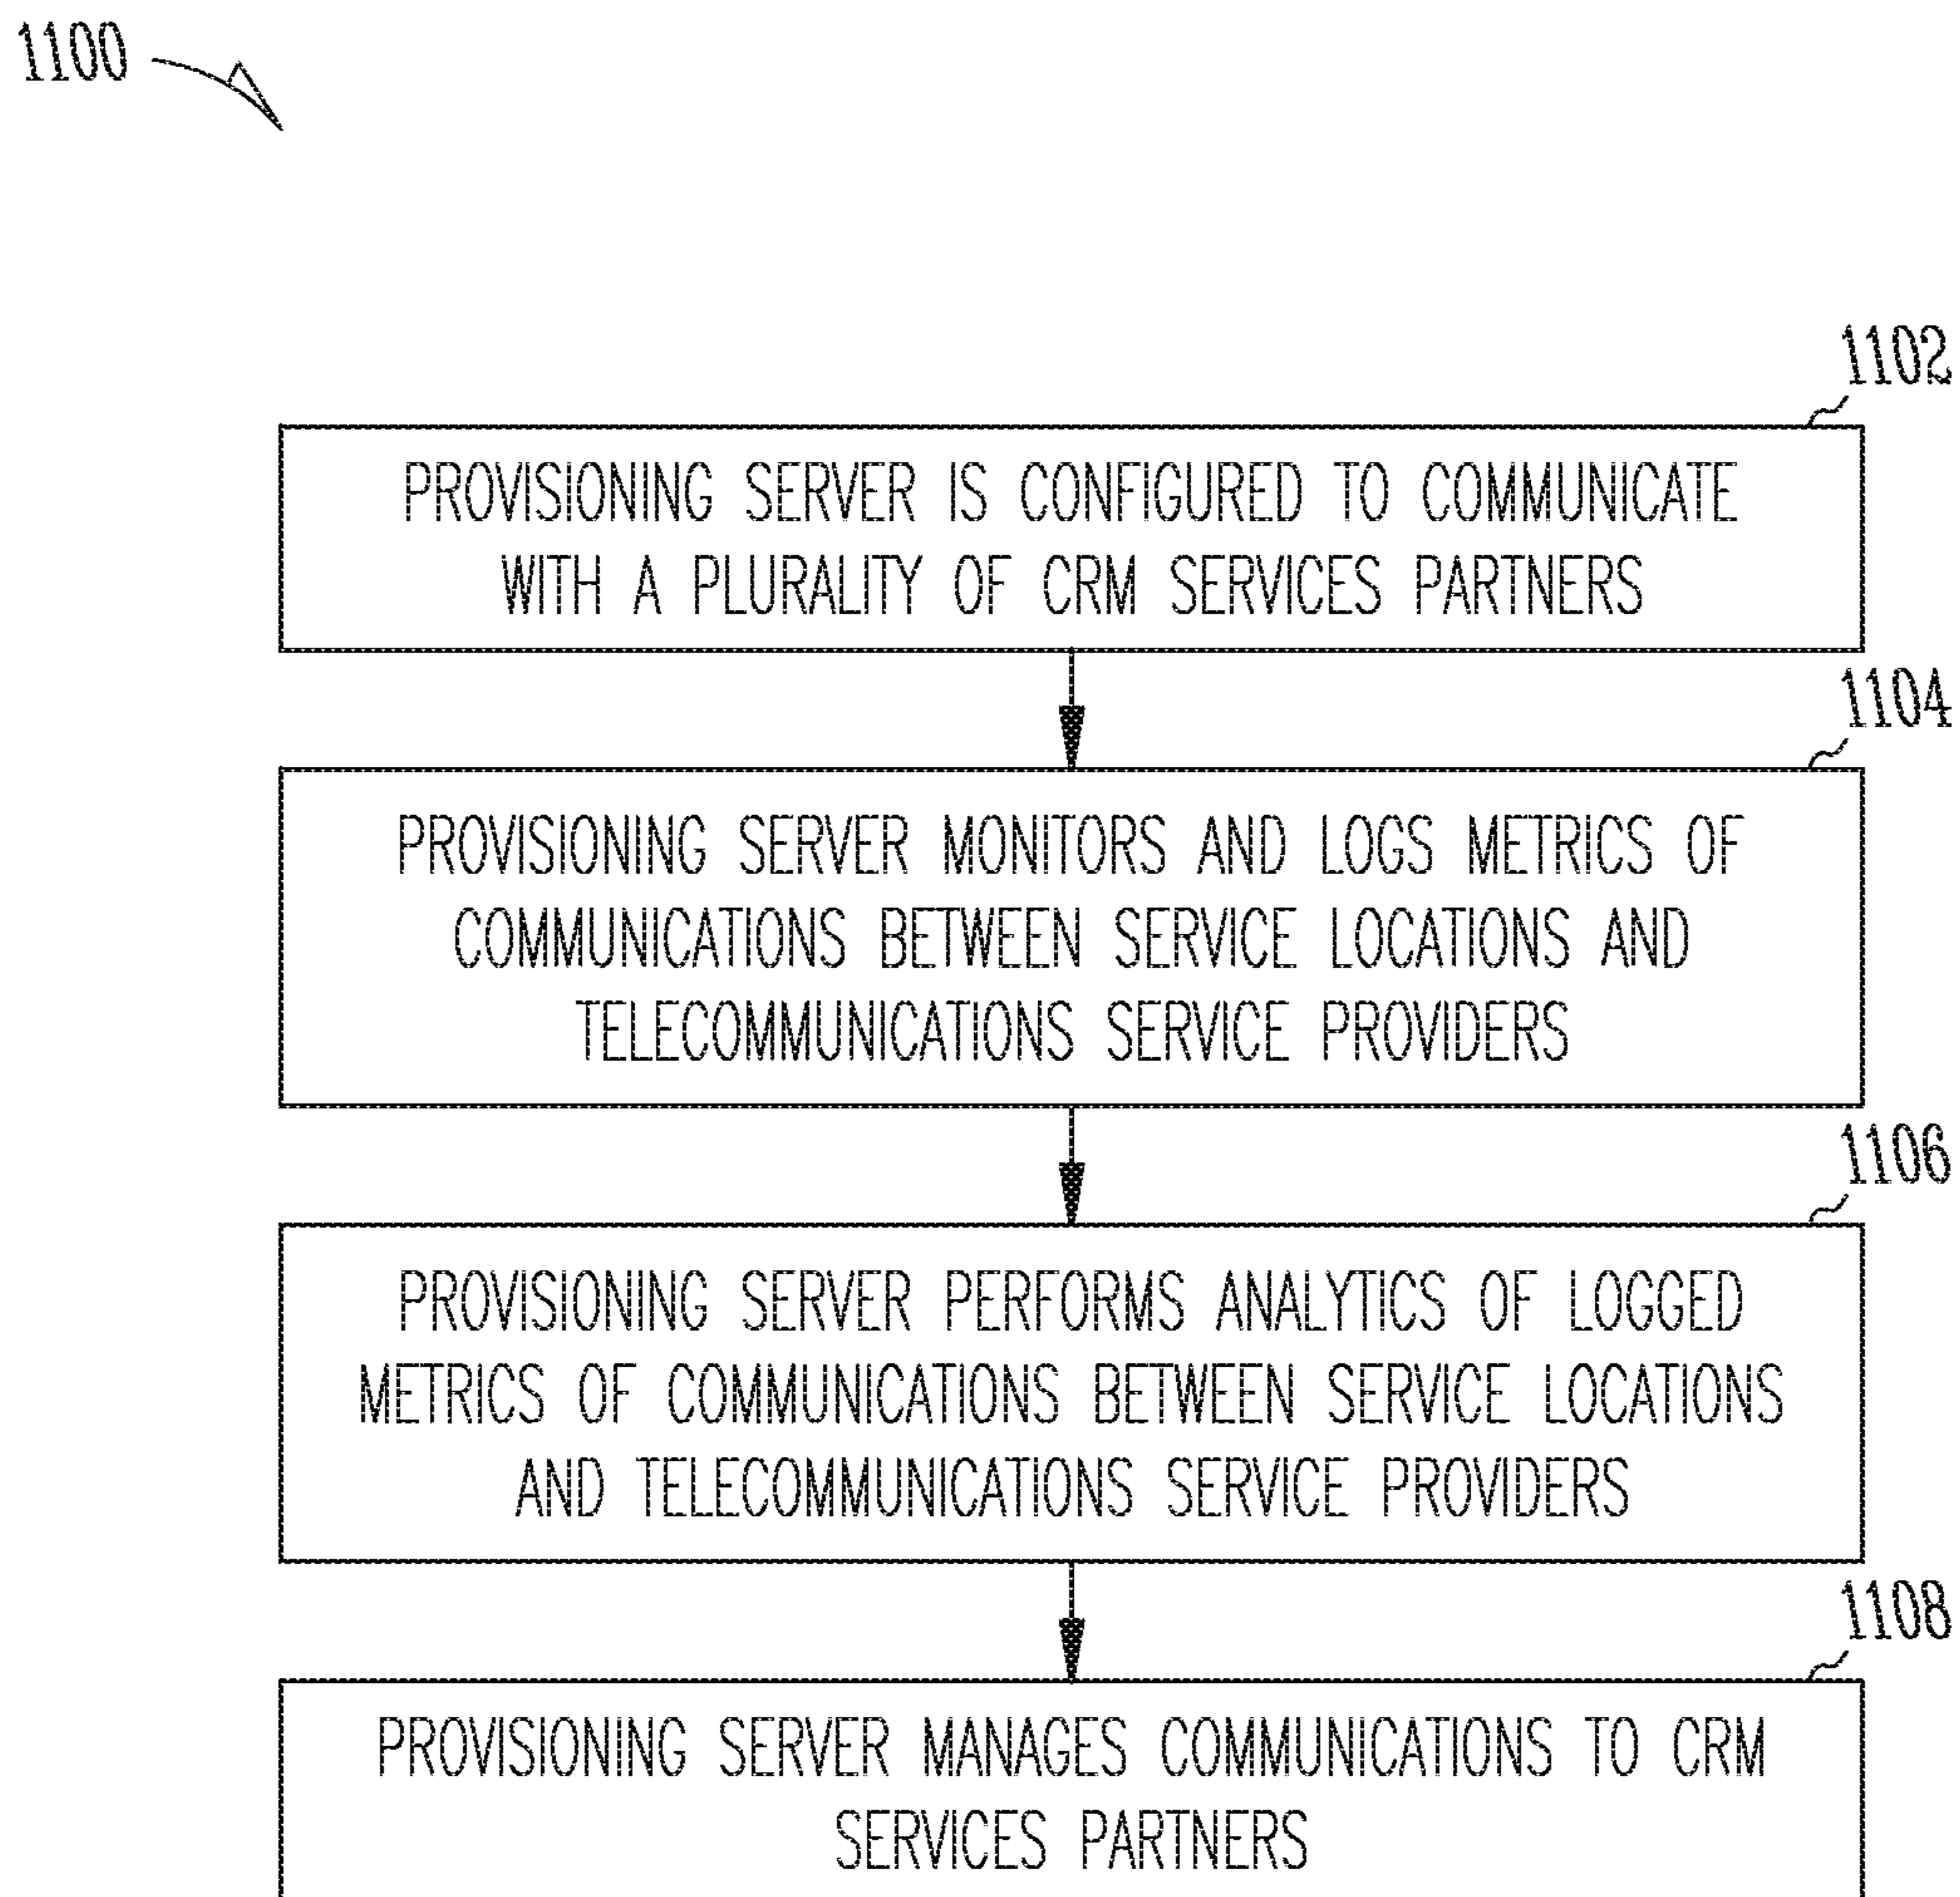 1100
1102
PROVISIONING SERVER IS CONFIGURED TO COMMUNICATE
WITH A PLURALITY OF CRM SERVICES PARTNERS
1104
PROVISIONING SERVER MONITORS AND LOGS METRICS OF
COMMUNICATIONS BETWEEN SERVICE LOCATIONS AND
TELECOMMUNICATIONS SERVICE PROVIDERS
1106
PROVISIONING SERVER PERFORMS ANALYTICS OF LOGGED
METRICS OF COMMUNICATIONS BETWEEN SERVICE LOCATIONS
AND TELECOMMUNICATIONS SERVICE PROVIDERS
1108
PROVISIONING SERVER MANAGES COMMUNICATIONS TO CRM
SERVICES PARTNERS